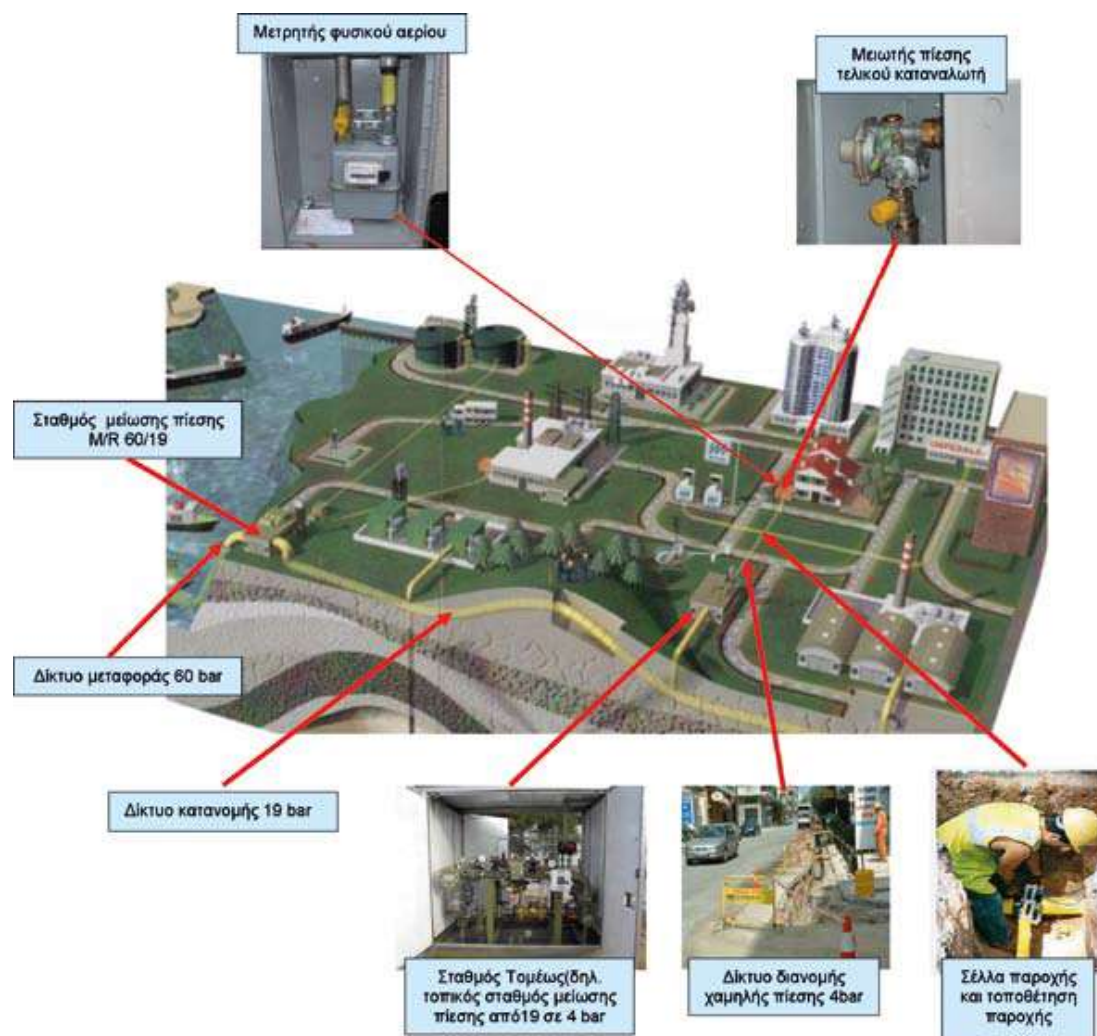 Μετρητής φυσικού αερίου
Μειωτής πίεσης
τελικού καταναλωτή
Σταθμός μείωσης πίεσης
M/R 60/19
Δίκτυο μεταφοράς 60 bar
Δίκτυο κατανομής 19 bar
Σταθμός Τομέως(δηλ.
τοπικός σταθμός μείωσης
πίεσης από19 σε 4 bar
Δίκτυο διανομής
χαμηλής πίεσης 4bar
Σέλλα παροχής
και τοποθέτηση
παροχής